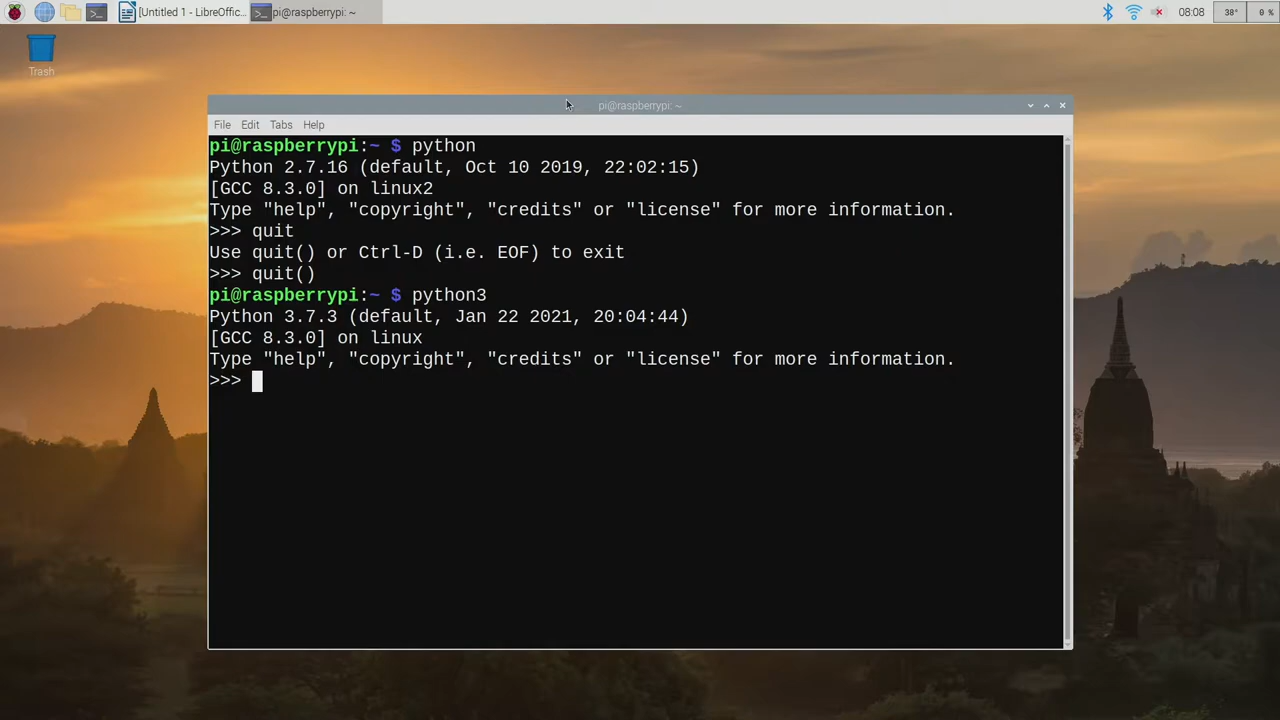 [Untitled 1 - LibreOffic...
pi@raspberrypi: ~
08:08
38°
0 %
Trash
pi@raspberrypi: ~
File Edit Tabs Help
pi@raspberrypi:~ $ python
Python 2.7.16 (default, Oct 10 2019, 22:02:15)
[GCC 8.3.0] on linux2
Type "help", "copyright", "credits" or "license" for more information.
>>> quit
Use quit() or Ctrl-D (i.e. EOF) to exit
>>> quit()
pi@raspberrypi:~ $ python3
Python 3.7.3 (default, Jan 22 2021, 20:04:44)
[GCC 8.3.0] on linux
Type "help", "copyright", "credits" or "license" for more information.
>>>